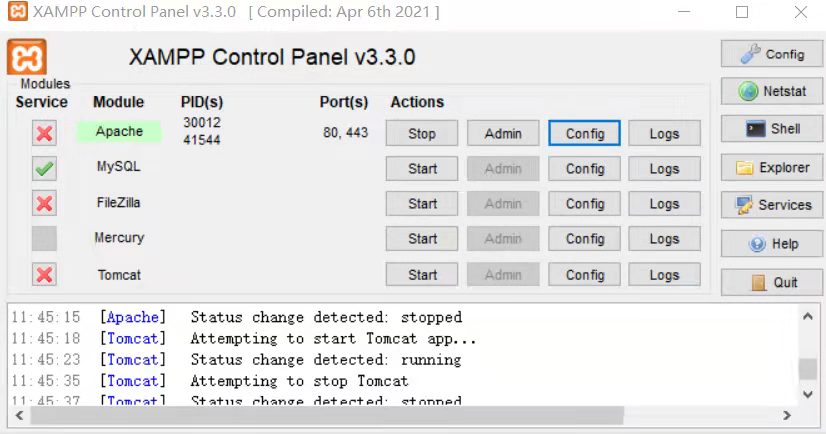 XAMPP Control Panel v3.3.0 [ Compiled: Apr 6th 2021 ]
XAMPP Control Panel v3.3.0
Config
Modules
Service Module PID(s) Port(s) Actions
Netstat
Apache 30012 41544 80, 443 Stop Admin Config Logs
Shell
MySQL Start Admin Config Logs
Explorer
FileZilla Start Admin Config Logs
Services
Mercury Start Admin Config Logs
Help
Tomcat Start Admin Config Logs
Quit
11:45:15 [Apache] Status change detected: stopped
11:45:18 [Tomcat] Attempting to start Tomcat app...
11:45:23 [Tomcat] Status change detected: running
11:45:35 [Tomcat] Attempting to stop Tomcat
11:45:37 [Tomcat] Status change detected: stopped